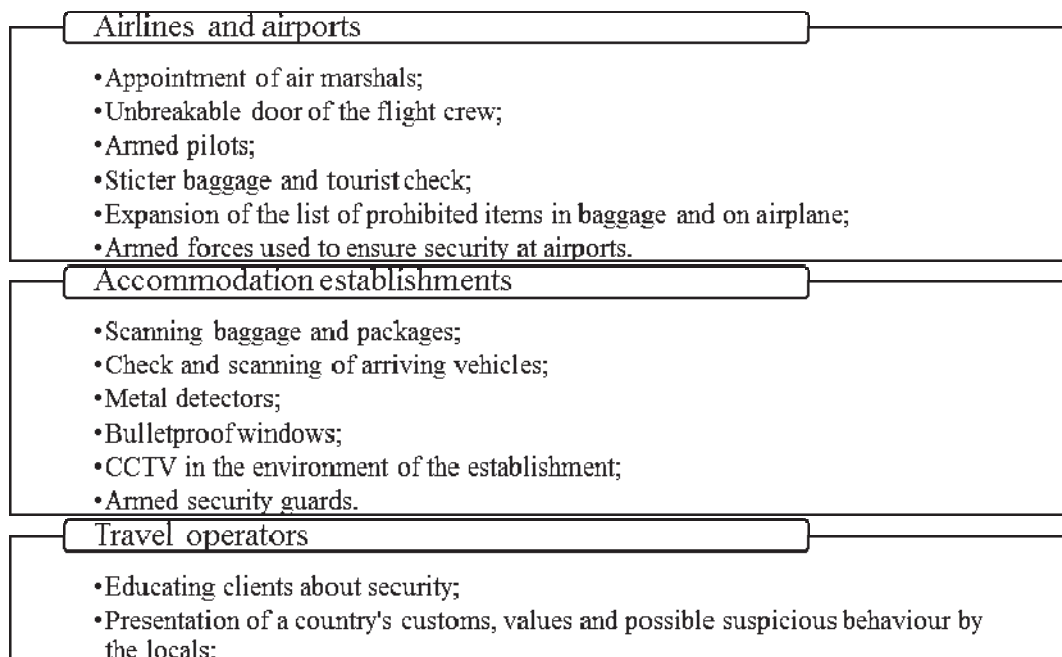 Airlines and airports
•Appointment of air marshals;
•Unbreakable door of the flight crew;
•Armed pilots;
•Sticter baggage and tourist check;
•Expansion of the list of prohibited items in baggage and on airplane;
•Armed forces used to ensure security at airports.
Accommodation establishments
•Scanning baggage and packages;
•Check and scanning of arriving vehicles;
•Metal detectors;
•Bulletproof windows;
•CCTV in the environment of the establishment;
•Armed security guards.
Travel operators
•Educating clients about security;
•Presentation of a country's customs, values and possible suspicious behaviour by
the locals;